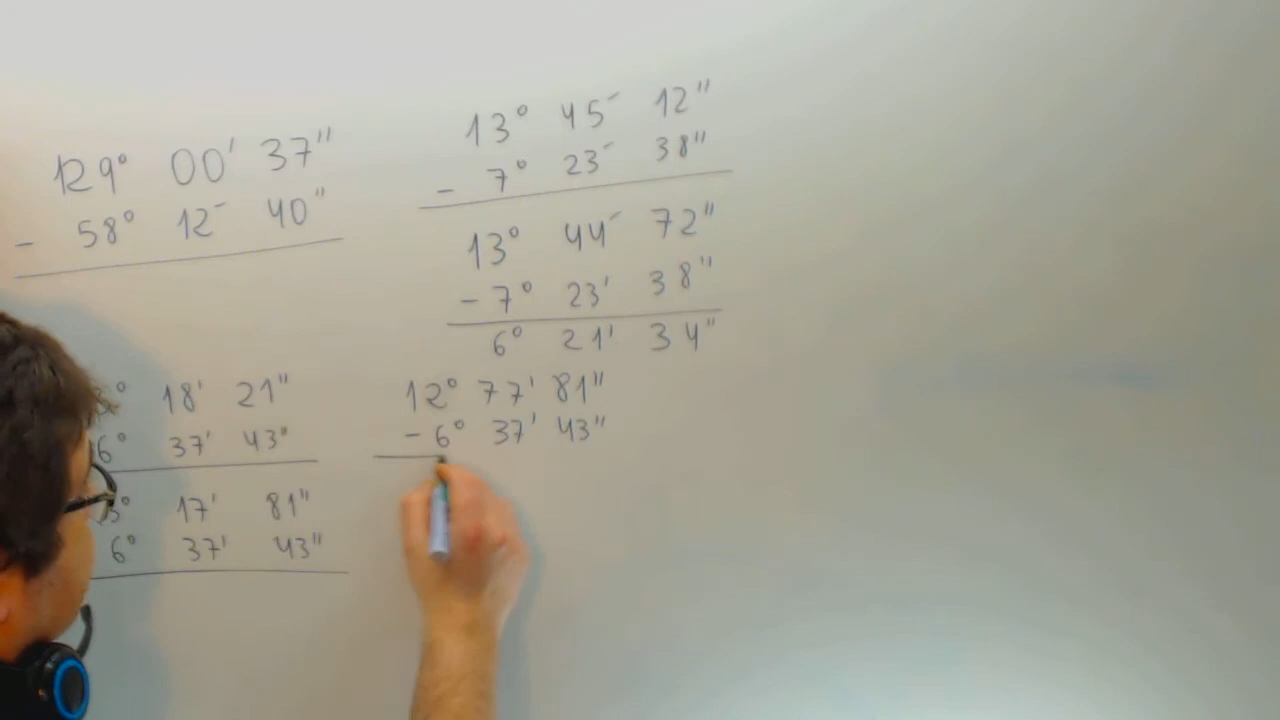 129° 00' 37"
- 58° 12' 40"
13° 45' 12"
- 7° 23' 38"
13° 44' 72"
- 7° 23' 38"
6° 21' 34"
18' 21"
6° 37' 43"
17' 81"
6° 37' 43"
12° 77' 81"
- 6° 37' 43"